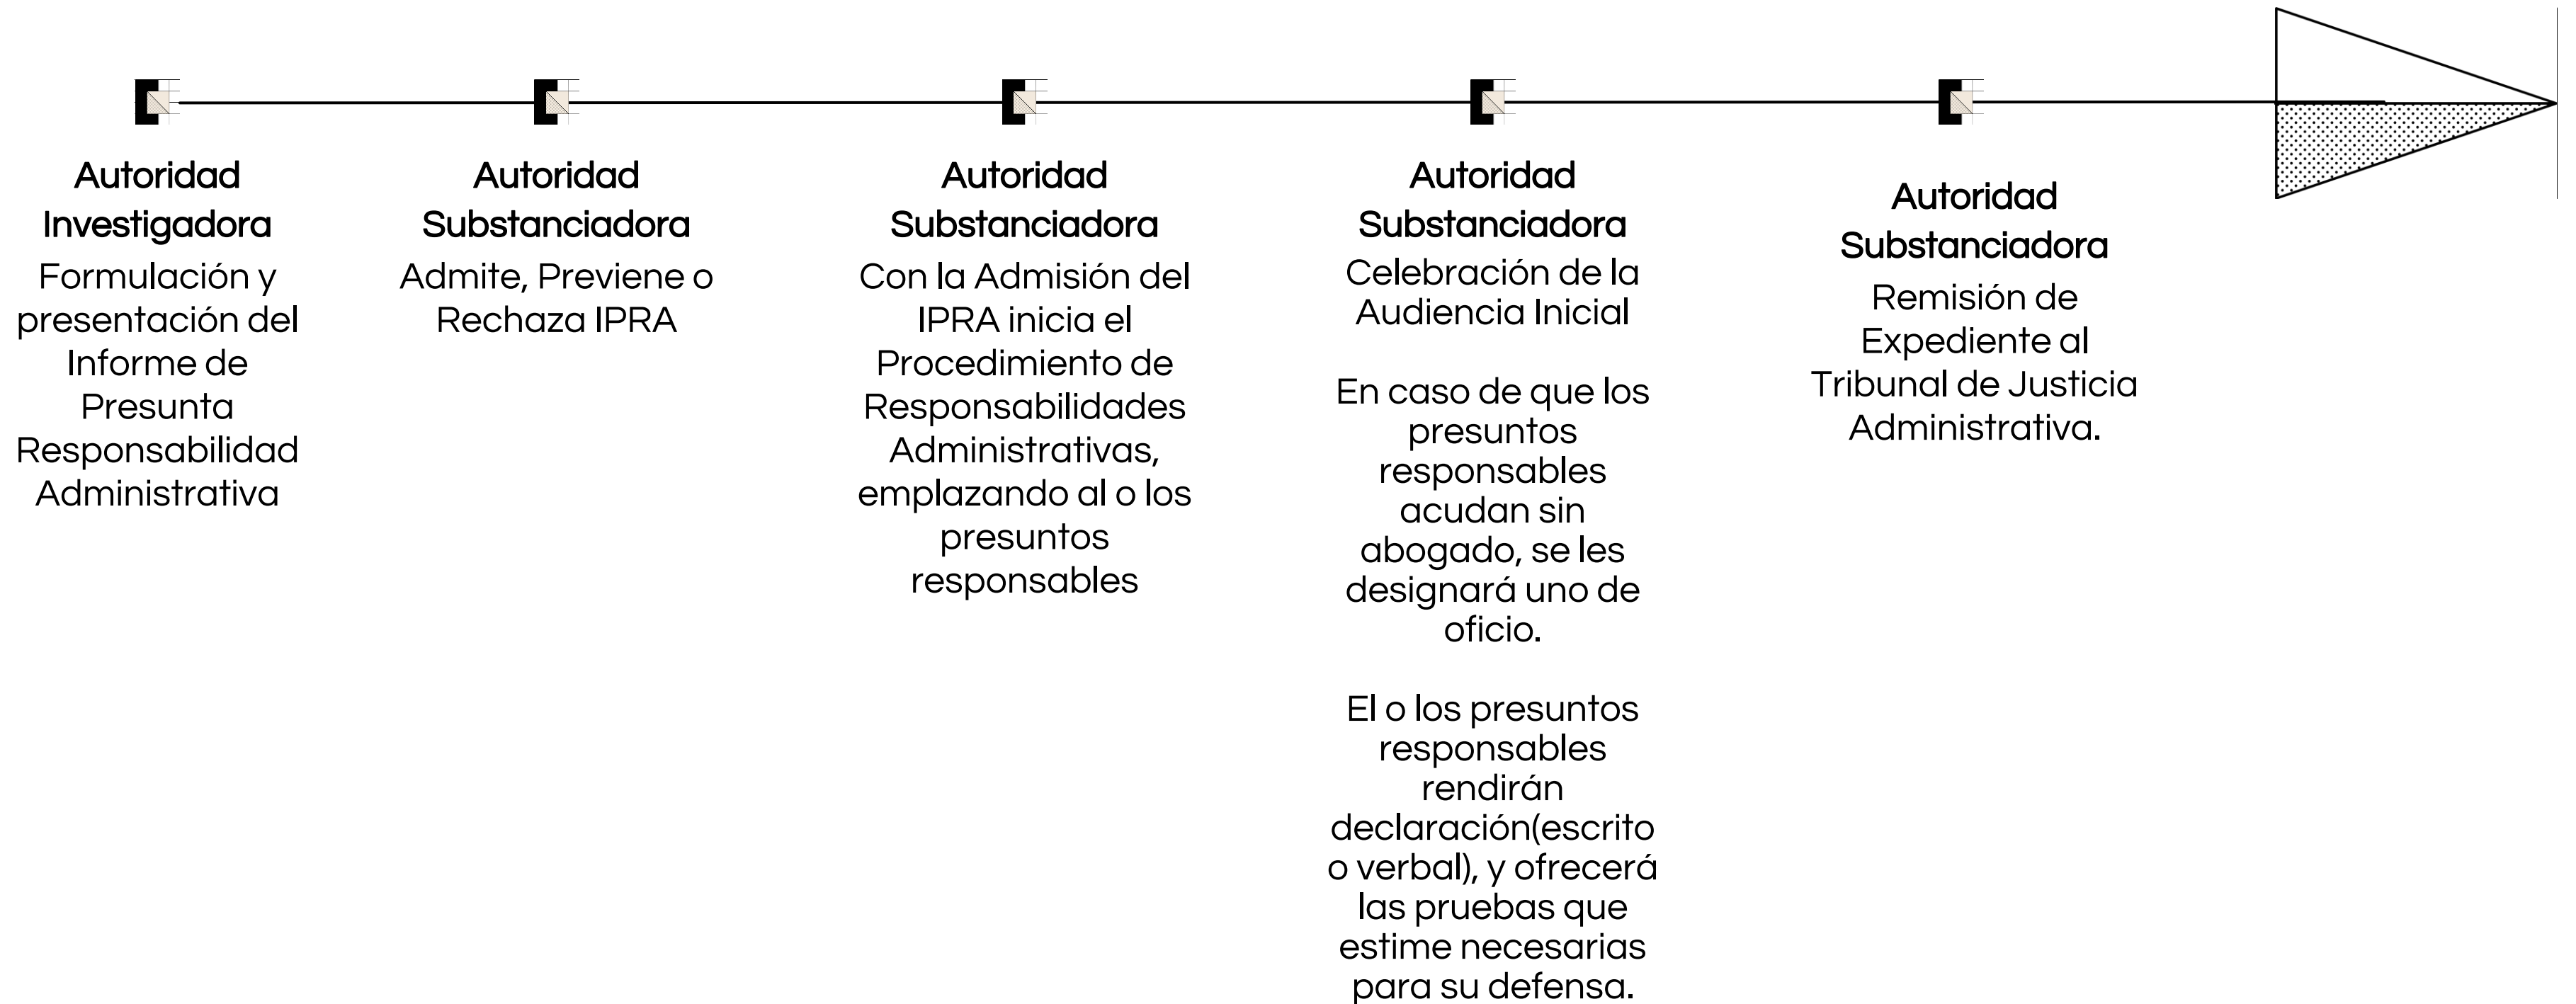 Autoridad
Investigadora
Formulación y
presentación del
Informe de
Presunta
Responsabilidad
Administrativa
Autoridad
Substanciadora
Admite, Previene o
Rechaza IPRA
Autoridad
Substanciadora
Con la Admisión del
IPRA inicia el
Procedimiento de
Responsabilidades
Administrativas,
emplazando al o los
presuntos
responsables
Autoridad
Substanciadora
Celebración de la
Audiencia Inicial
En caso de que los
presuntos
responsables
acudan sin
abogado, se les
designará uno de
oficio.
El o los presuntos
responsables
rendirán
declaración(escrito
o verbal), y ofrecerá
las pruebas que
estime necesarias
para su defensa.
Autoridad
Substanciadora
Remisión de
Expediente al
Tribunal de Justicia
Administrativa.